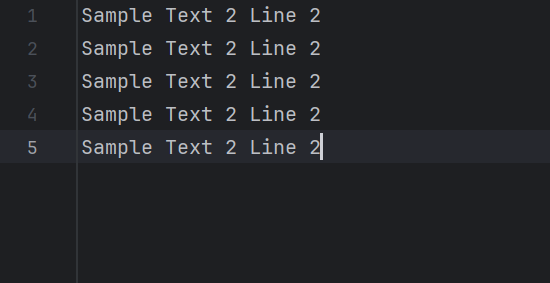 1 Sample Text 2 Line 2
2 Sample Text 2 Line 2
3 Sample Text 2 Line 2
4 Sample Text 2 Line 2
5 Sample Text 2 Line 2